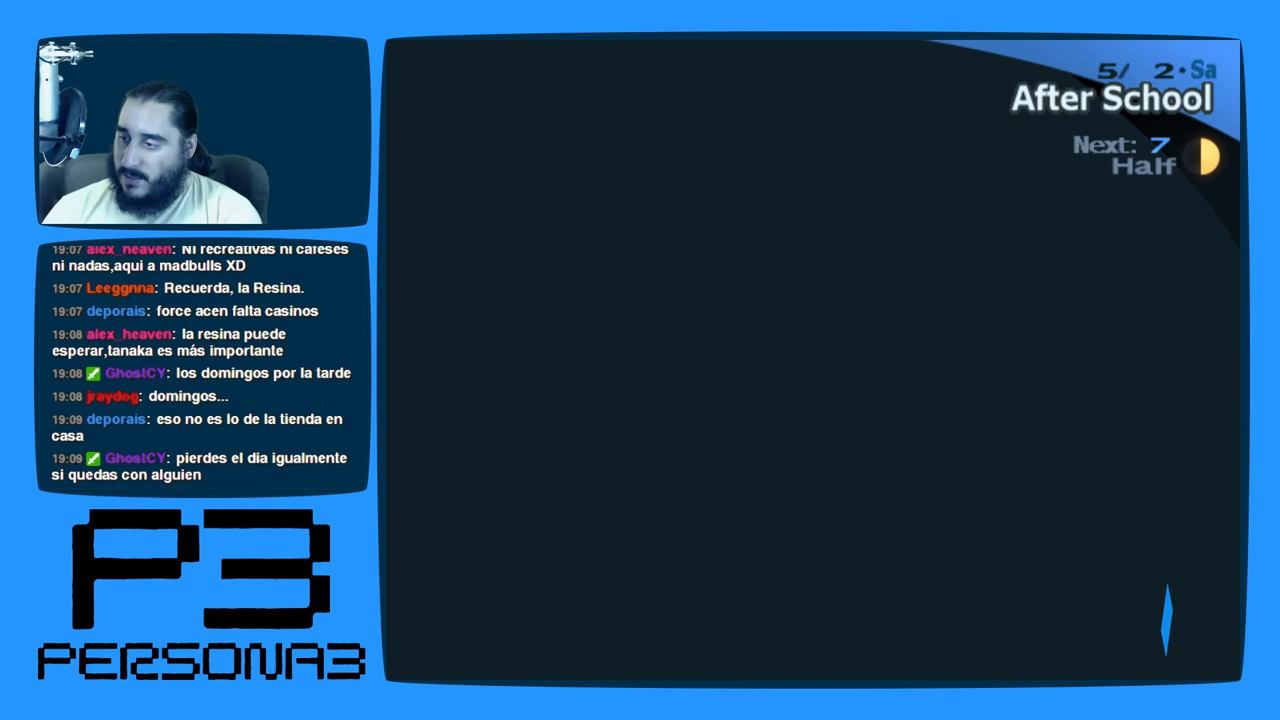 19:07 alex_heaven: Ni recreativas ni cafeses
ni nadas,aqui a madbulls XD
19:07 Leeggnna: Recuerda, la Resina.
19:07 deporais: force acen falta casinos
19:08 alex_heaven: la resina puede
esperar,tanaka es más importante
19:08 GhostCY: los domingos por la tarde
19:08 jraydog: domingos...
19:09 deporais: eso no es lo de la tienda en
casa
19:09 GhostCY: pierdes el dia igualmente
si quedas con alguien
P3
PERSONA3
5/ 2·Sa
After School
Next: 7
Half